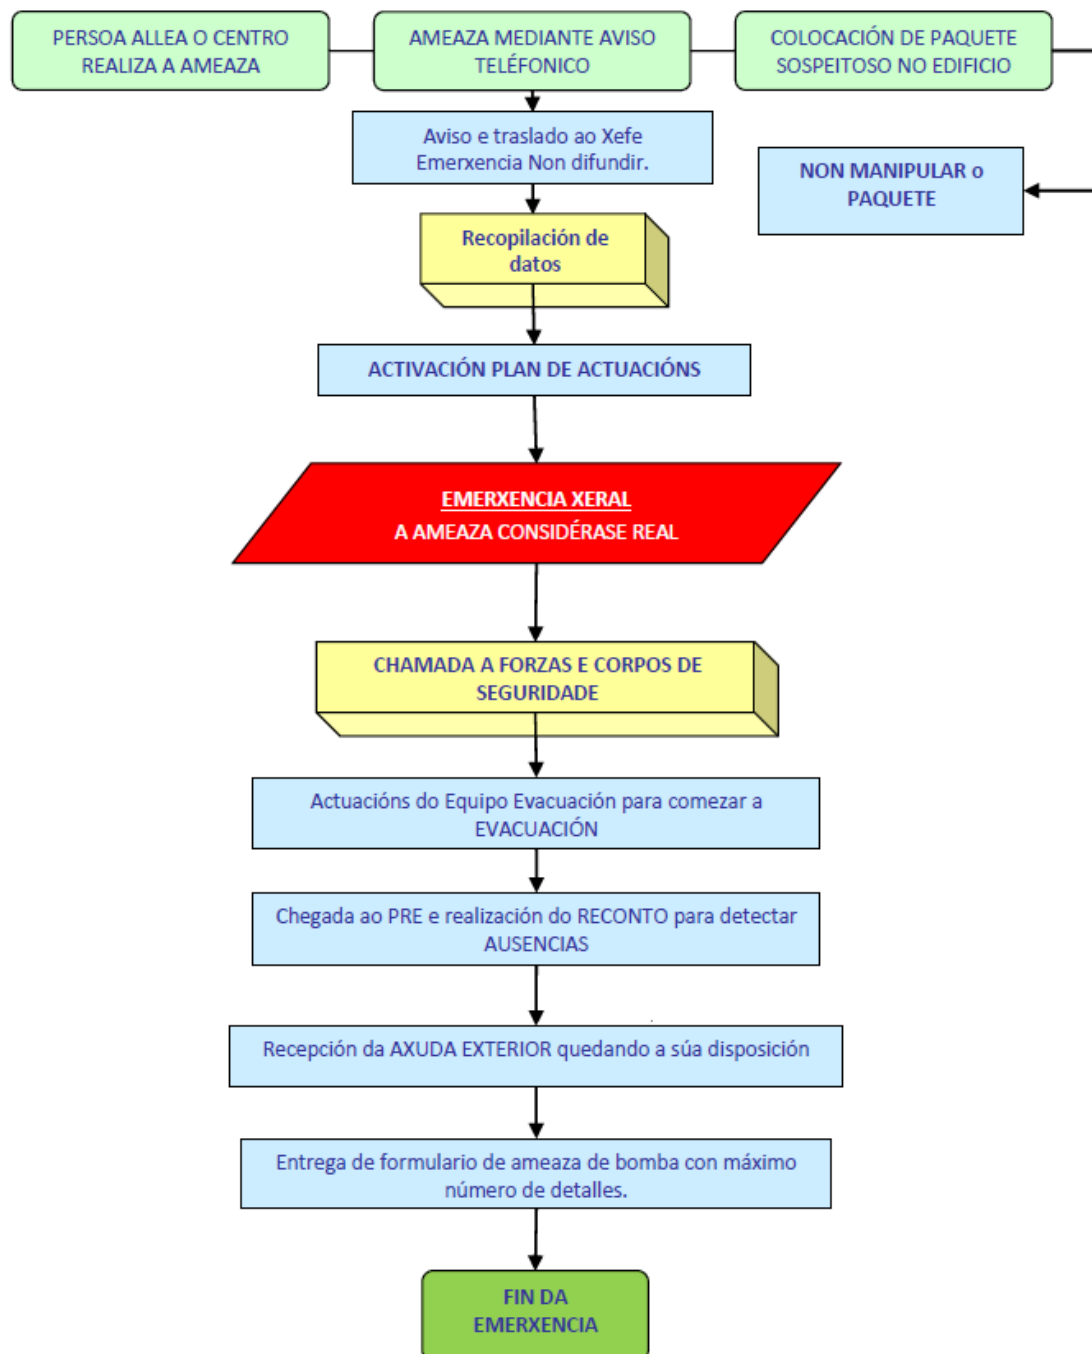 PERSOA ALLEA O CENTRO
REALIZA A AMEAZA
AMEAZA MEDIANTE AVISO
TELÉFONICO
COLOCACIÓN DE PAQUETE
SOSPEITOSO NO EDIFICIO
Aviso e traslado ao Xefe
Emerxencia Non difundir.
NON MANIPULAR o
PAQUETE
Recopilación de
datos
ACTIVACIÓN PLAN DE ACTUACIÓNS
EMERXENCIA XERAL
A AMEAZA CONSIDÉRASE REAL
CHAMADA A FORZAS E CORPOS DE
SEGURIDADE
Actuacións do Equipo Evacuación para comezar a
EVACUACIÓN
Chegada ao PRE e realización do RECONTO para detectar
AUSENCIAS
Recepción da AXUDA EXTERIOR quedando a súa disposición
Entrega de formulario de ameaza de bomba con máximo
número de detalles.
FIN DA
EMERXENCIA